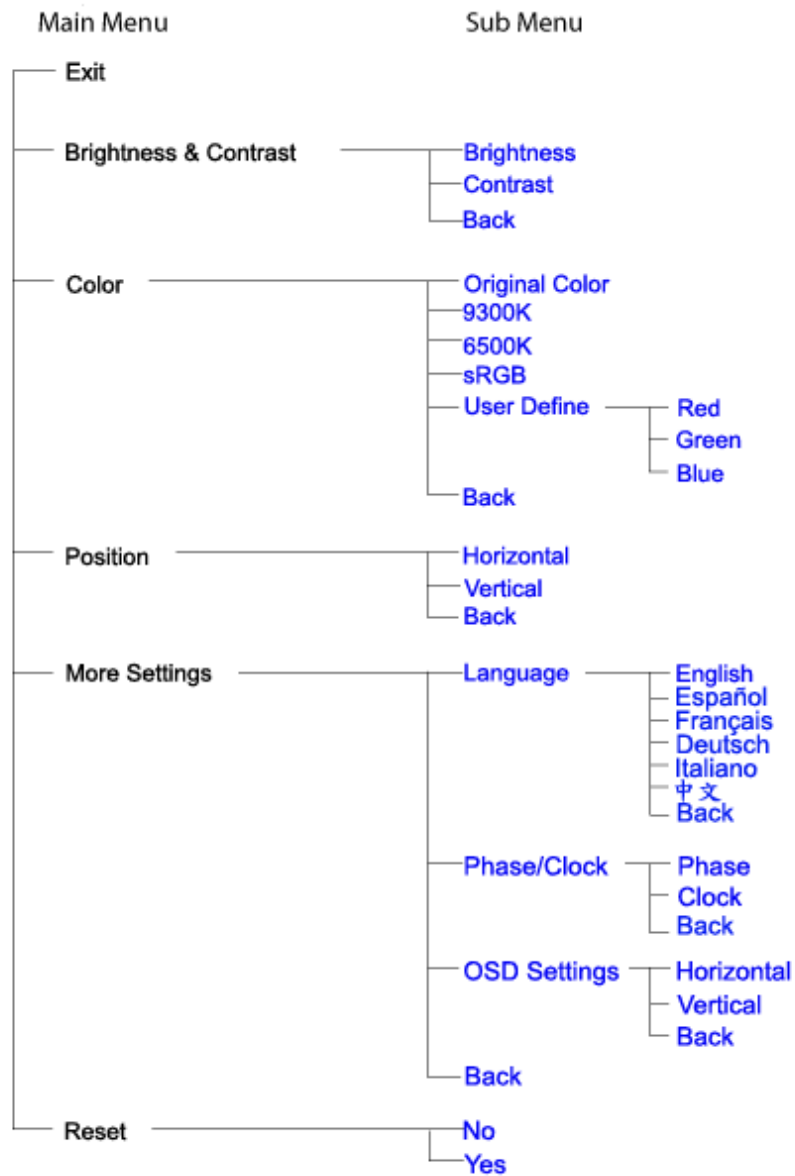 Main Menu Sub Menu
Exit
Brightness & Contrast Brightness
Contrast
Back
Color Original Color
9300K
6500K
sRGB
User Define Red
Green
Blue
Back
Position Horizontal
Vertical
Back
More Settings Language English
Español
Français
Deutsch
Italiano
中文
Back
Phase/Clock Phase
Clock
Back
OSD Settings Horizontal
Vertical
Back
Back
Reset No
Yes